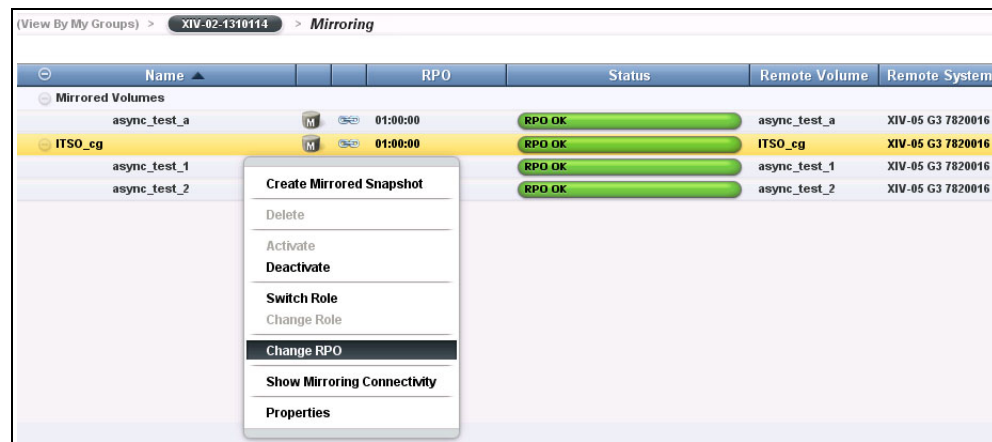 (View By My Groups) > XIV-02-1310114 > Mirroring
Name RPO Status Remote Volume Remote System
Mirrored Volumes
async_test_a M 01:00:00 RPO OK async_test_a XIV-05 G3 7820016
ITSO_cg M 01:00:00 RPO OK ITSO_cg XIV-05 G3 7820016
async_test_1 RPO OK async_test_1 XIV-05 G3 7820016
async_test_2 RPO OK async_test_2 XIV-05 G3 7820016
Create Mirrored Snapshot
Delete
Activate
Deactivate
Switch Role
Change Role
Change RPO
Show Mirroring Connectivity
Properties